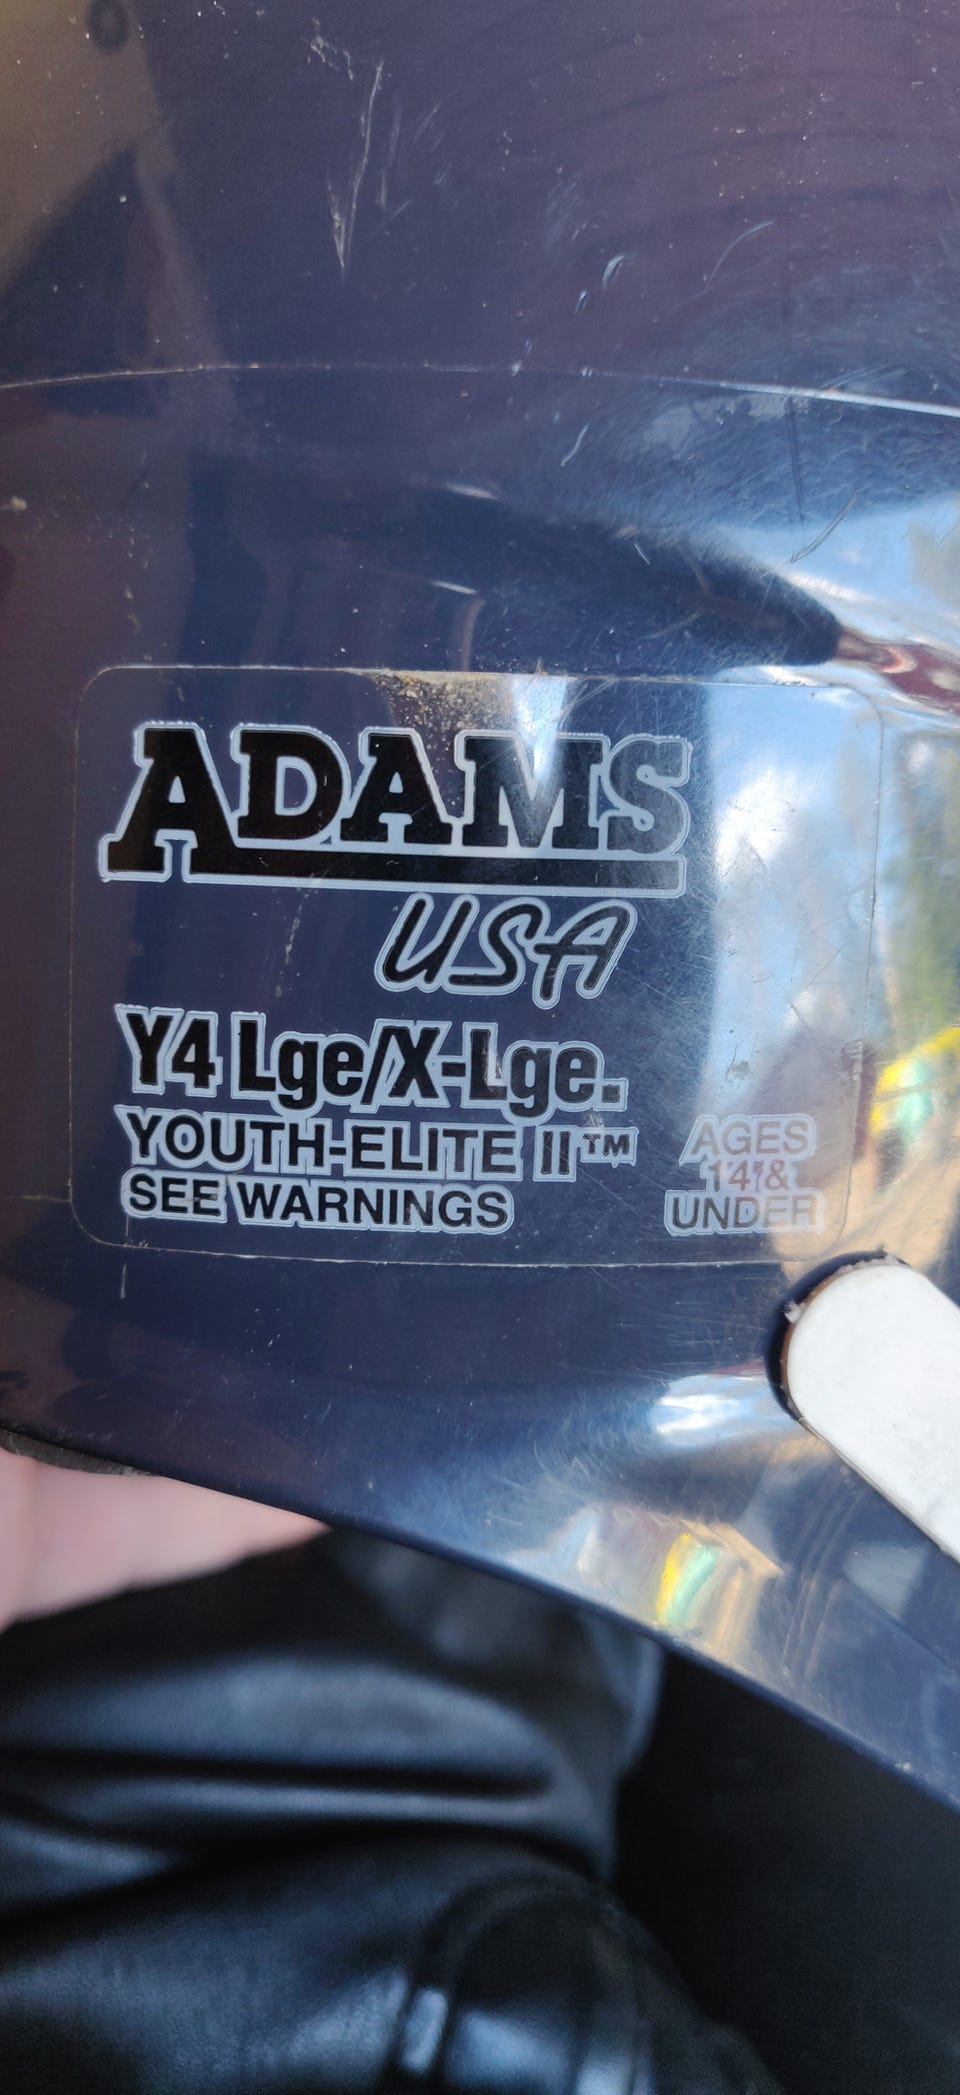 ADAMS
USA
Y4 Lge/X-Lge.
YOUTH-ELITE II™
SEE WARNINGS
AGES
14 &
UNDER